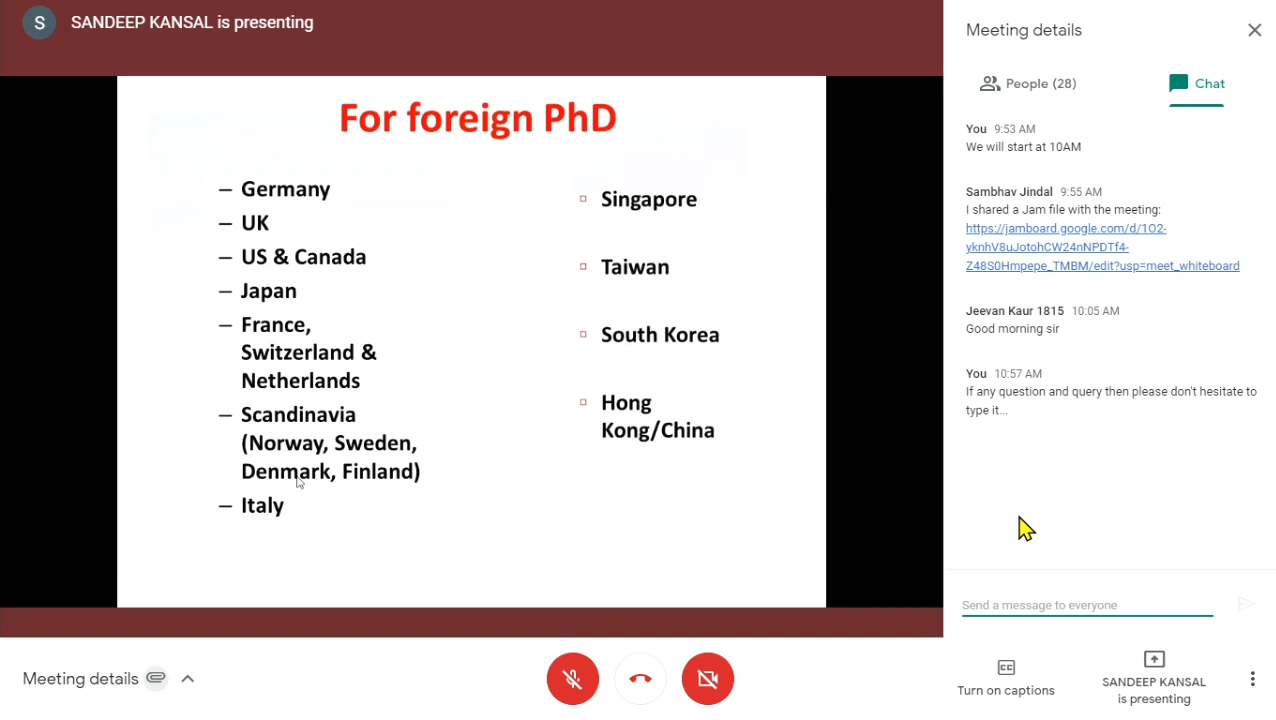 S
SANDEEP KANSAL is presenting
For foreign PhD
– Germany
– UK
– US & Canada
– Japan
– France,
Switzerland &
Netherlands
– Scandinavia
(Norway, Sweden,
Denmark, Finland)
– Italy
Singapore
Taiwan
South Korea
Hong
Kong/China
Meeting details
People (28)
Chat
You 9:53 AM
We will start at 10AM
Sambhav Jindal 9:55 AM
I shared a Jam file with the meeting:
https://jamboard.google.com/d/1O2-
yknhV8uJotohCW24nNPDTf4-
Z48S0Hmpepe_TMBM/edit?usp=meet_whiteboard
Jeevan Kaur 1815 10:05 AM
Good morning sir
You 10:57 AM
If any question and query then please don't hesitate to
type it...
Send a message to everyone
Meeting details
CC
Turn on captions
SANDEEP KANSAL
is presenting